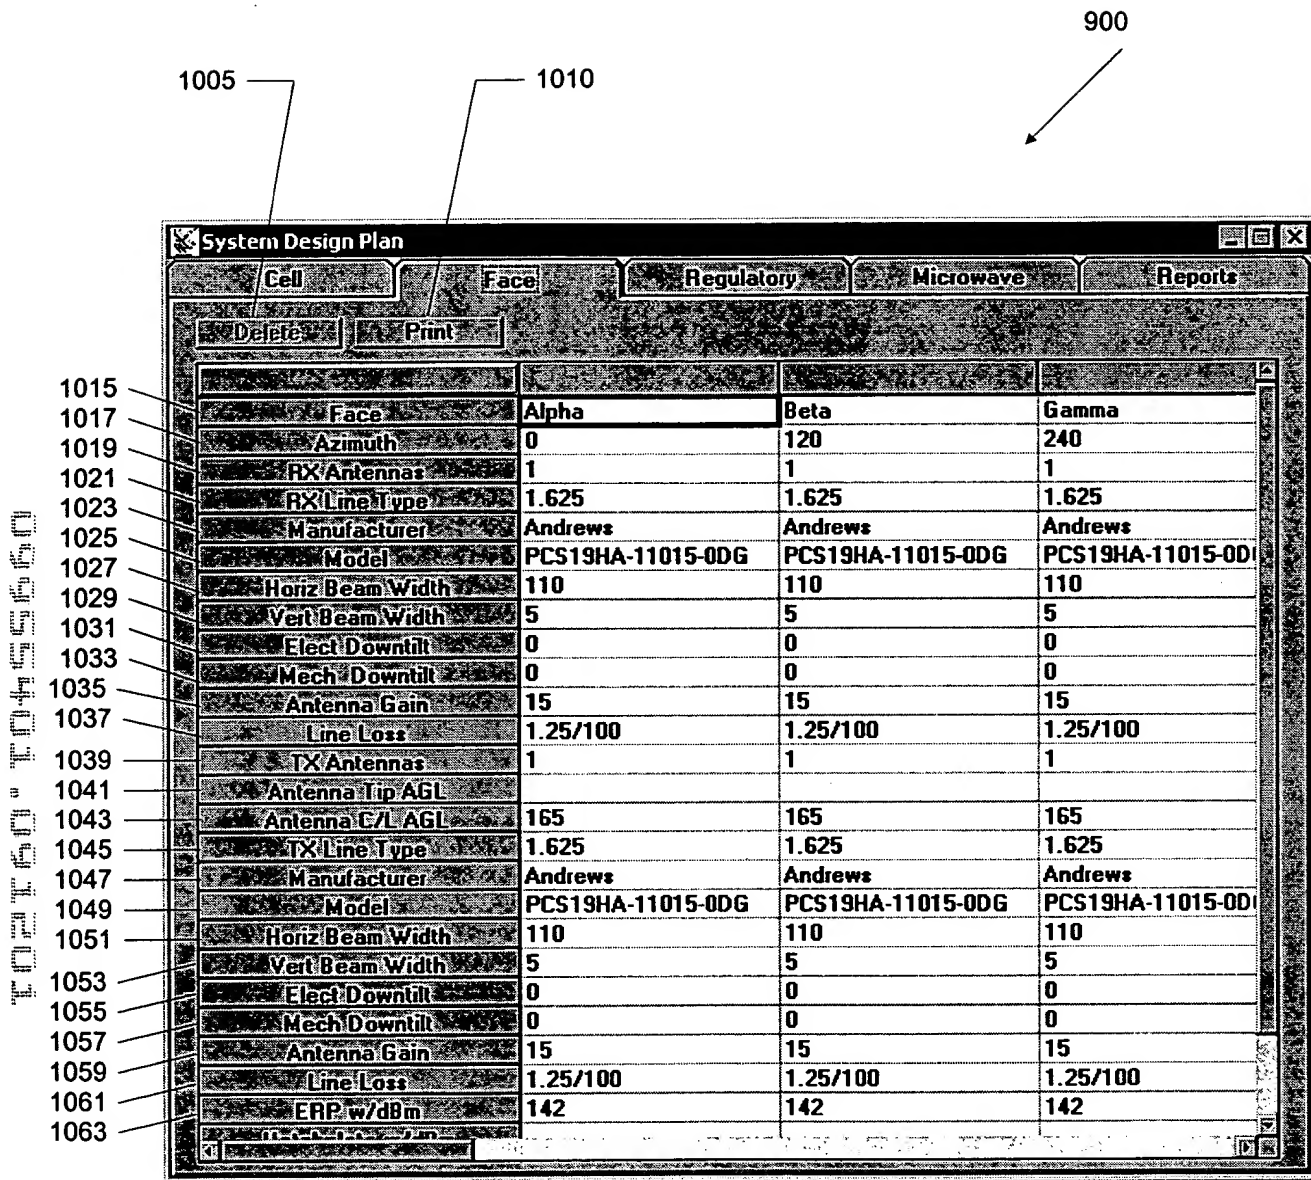 900
1005 1010
System Design Plan
Cell Face Regulatory Microwave Reports
Delete Print
1015 Face Alpha Beta Gamma
1017 Azimuth 0 120 240
1019 RX Antennas 1 1 1
1021 RX Line Type 1.625 1.625 1.625
1023 Manufacturer Andrews Andrews Andrews
1025 Model PCS19HA-11015-0DG PCS19HA-11015-0DG PCS19HA-11015-0D
1027 Horiz Beam Width 110 110 110
1029 Vert Beam Width 5 5 5
1031 Elect Downtilt 0 0 0
1033 Mech Downtilt 0 0 0
1035 Antenna Gain 15 15 15
1037 Line Loss 1.25/100 1.25/100 1.25/100
1039 TX Antennas 1 1 1
1041 Antenna Tip AGL
1043 Antenna C/L AGL 165 165 165
1045 TX Line Type 1.625 1.625 1.625
1047 Manufacturer Andrews Andrews Andrews
1049 Model PCS19HA-11015-0DG PCS19HA-11015-0DG PCS19HA-11015-0D
1051 Horiz Beam Width 110 110 110
1053 Vert Beam Width 5 5 5
1055 Elect Downtilt 0 0 0
1057 Mech Downtilt 0 0 0
1059 Antenna Gain 15 15 15
1061 Line Loss 1.25/100 1.25/100 1.25/100
1063 ERP w/dBm 142 142 142